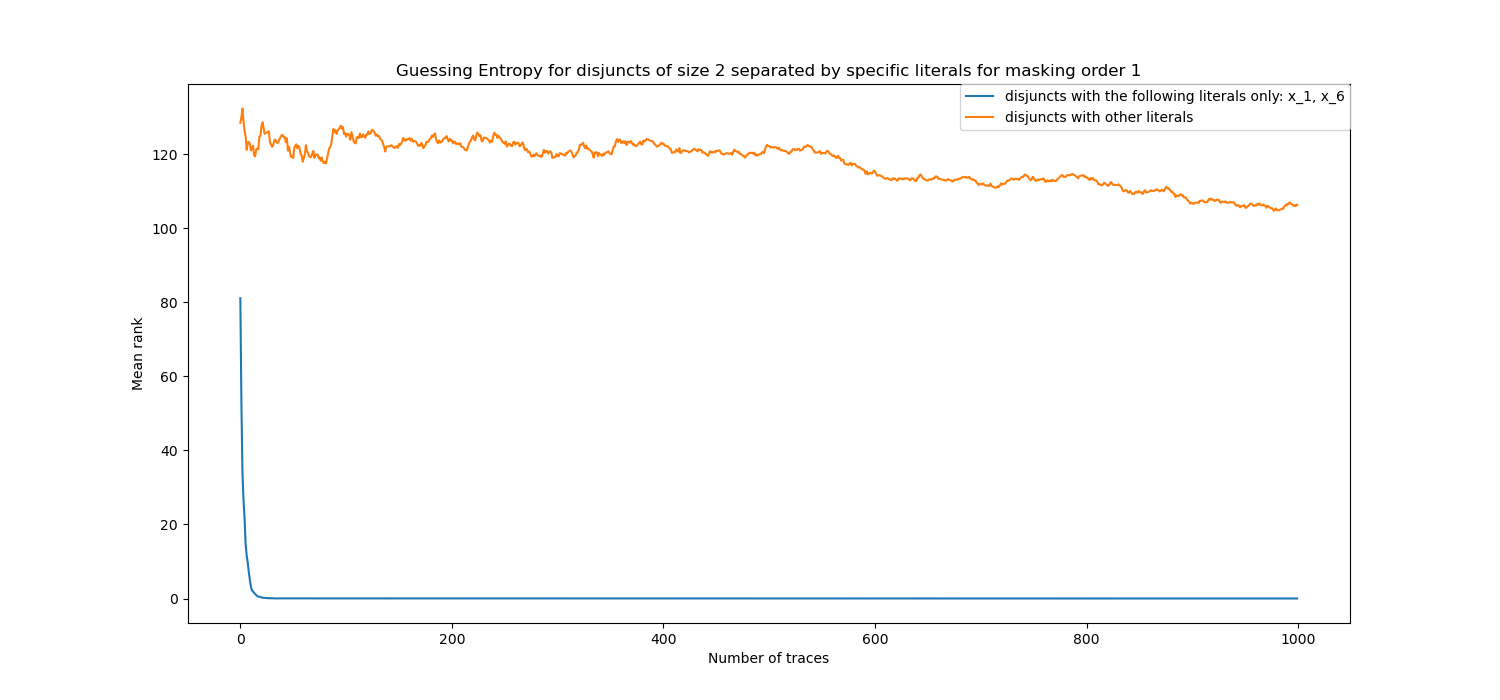 Guessing Entropy for disjuncts of size 2 separated by specific literals for masking order 1
disjuncts with the following literals only: x_1, x_6
disjuncts with other literals
Mean rank
120
100
80
60
40
20
0
0 200 400 600 800 1000
Number of traces